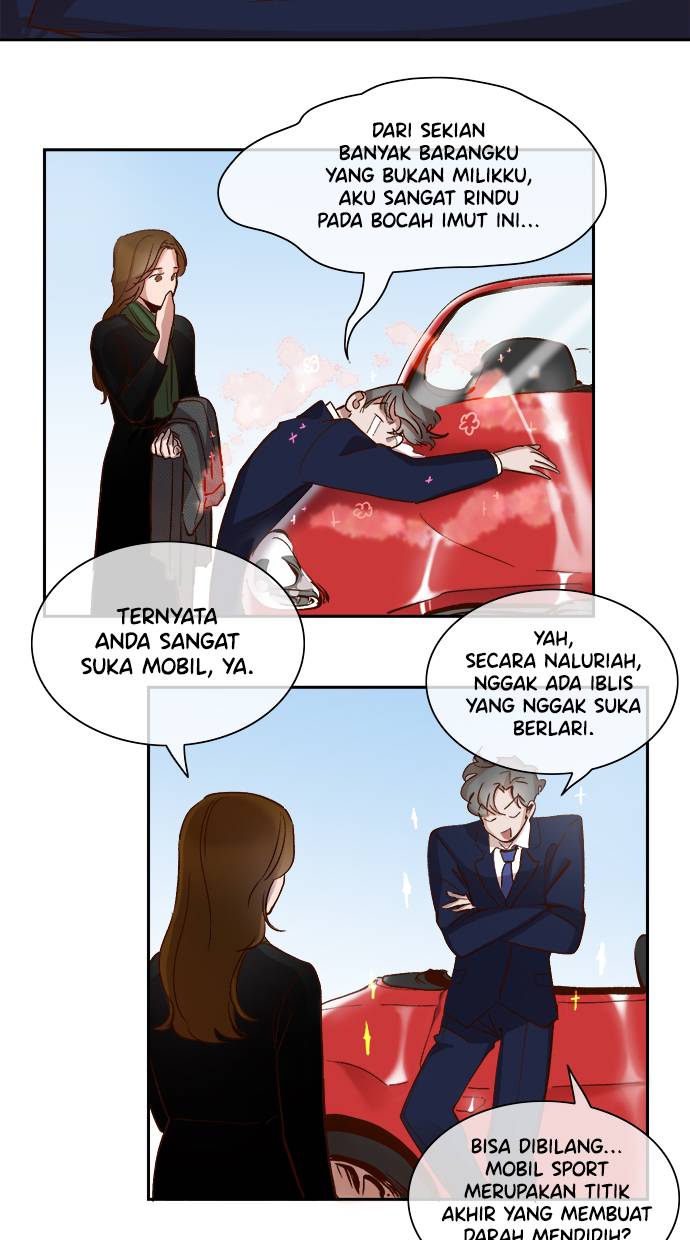 DARI SEKIAN
BANYAK BARANGKU
YANG BUKAN MILIKKU,
AKU SANGAT RINDU
PADA BOCAH IMUT INI...
TERNYATA
ANDA SANGAT
SUKA MOBIL, YA.
YAH,
SECARA NALURIAH,
NGGAK ADA IBLIS
YANG NGGAK SUKA
BERLARI.
BISA DIBILANG...
MOBIL SPORT
MERUPAKAN TITIK
AKHIR YANG MEMBUAT
DARAH MENDIDIH?